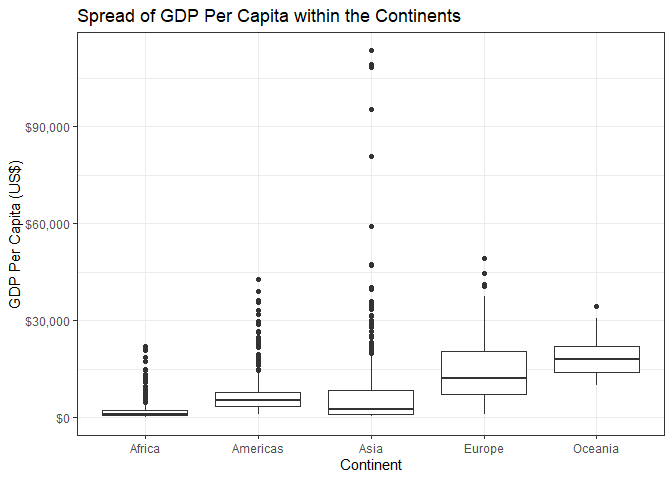 Spread of GDP Per Capita within the Continents
GDP Per Capita (US$)
$90,000
$60,000
$30,000
$0
Africa
Americas
Asia
Europe
Oceania
Continent